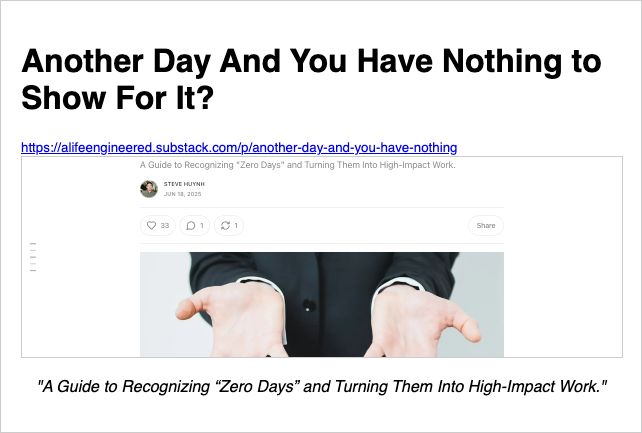 Another Day And You Have Nothing to
Show For It?
https://alifeengineered.substack.com/p/another-day-and-you-have-nothing
A Guide to Recognizing “Zero Days” and Turning Them Into High-Impact Work.
STEVE HUYNH
JUN 18, 2025
33
1
1
Share
"A Guide to Recognizing “Zero Days” and Turning Them Into High-Impact Work."